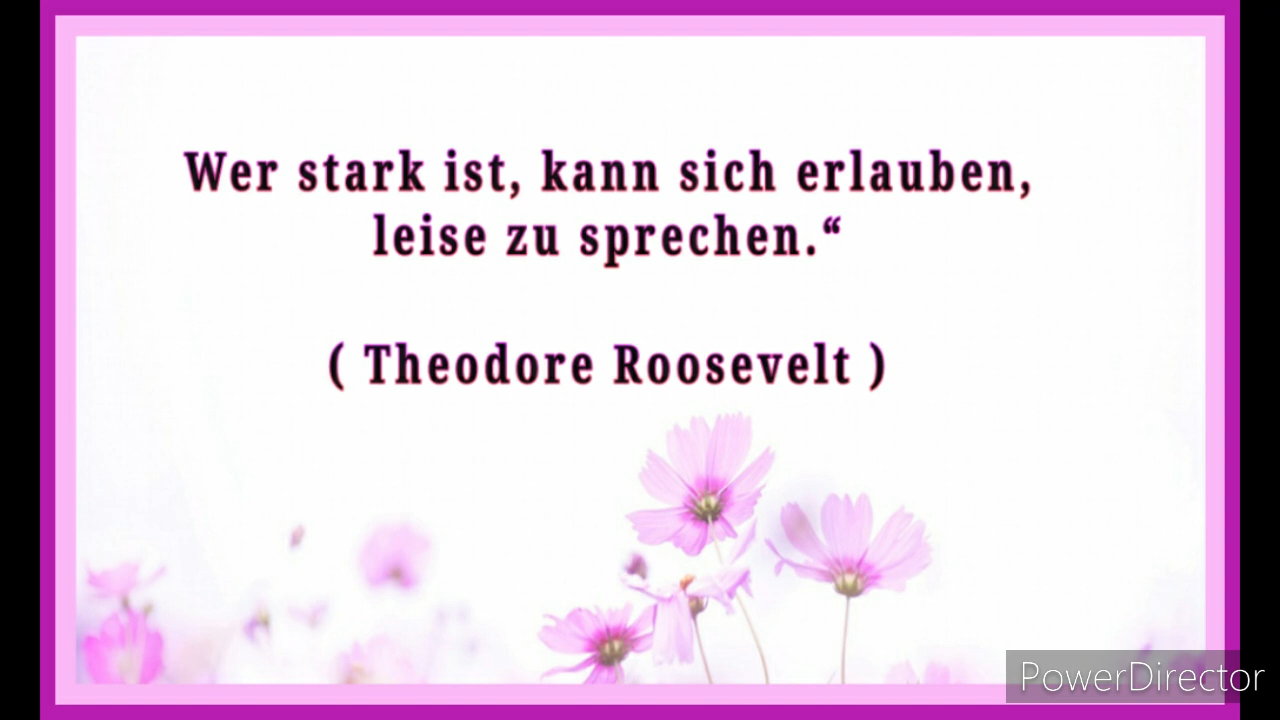 Wer stark ist, kann sich erlauben,
leise zu sprechen.“
( Theodore Roosevelt )
PowerDirector